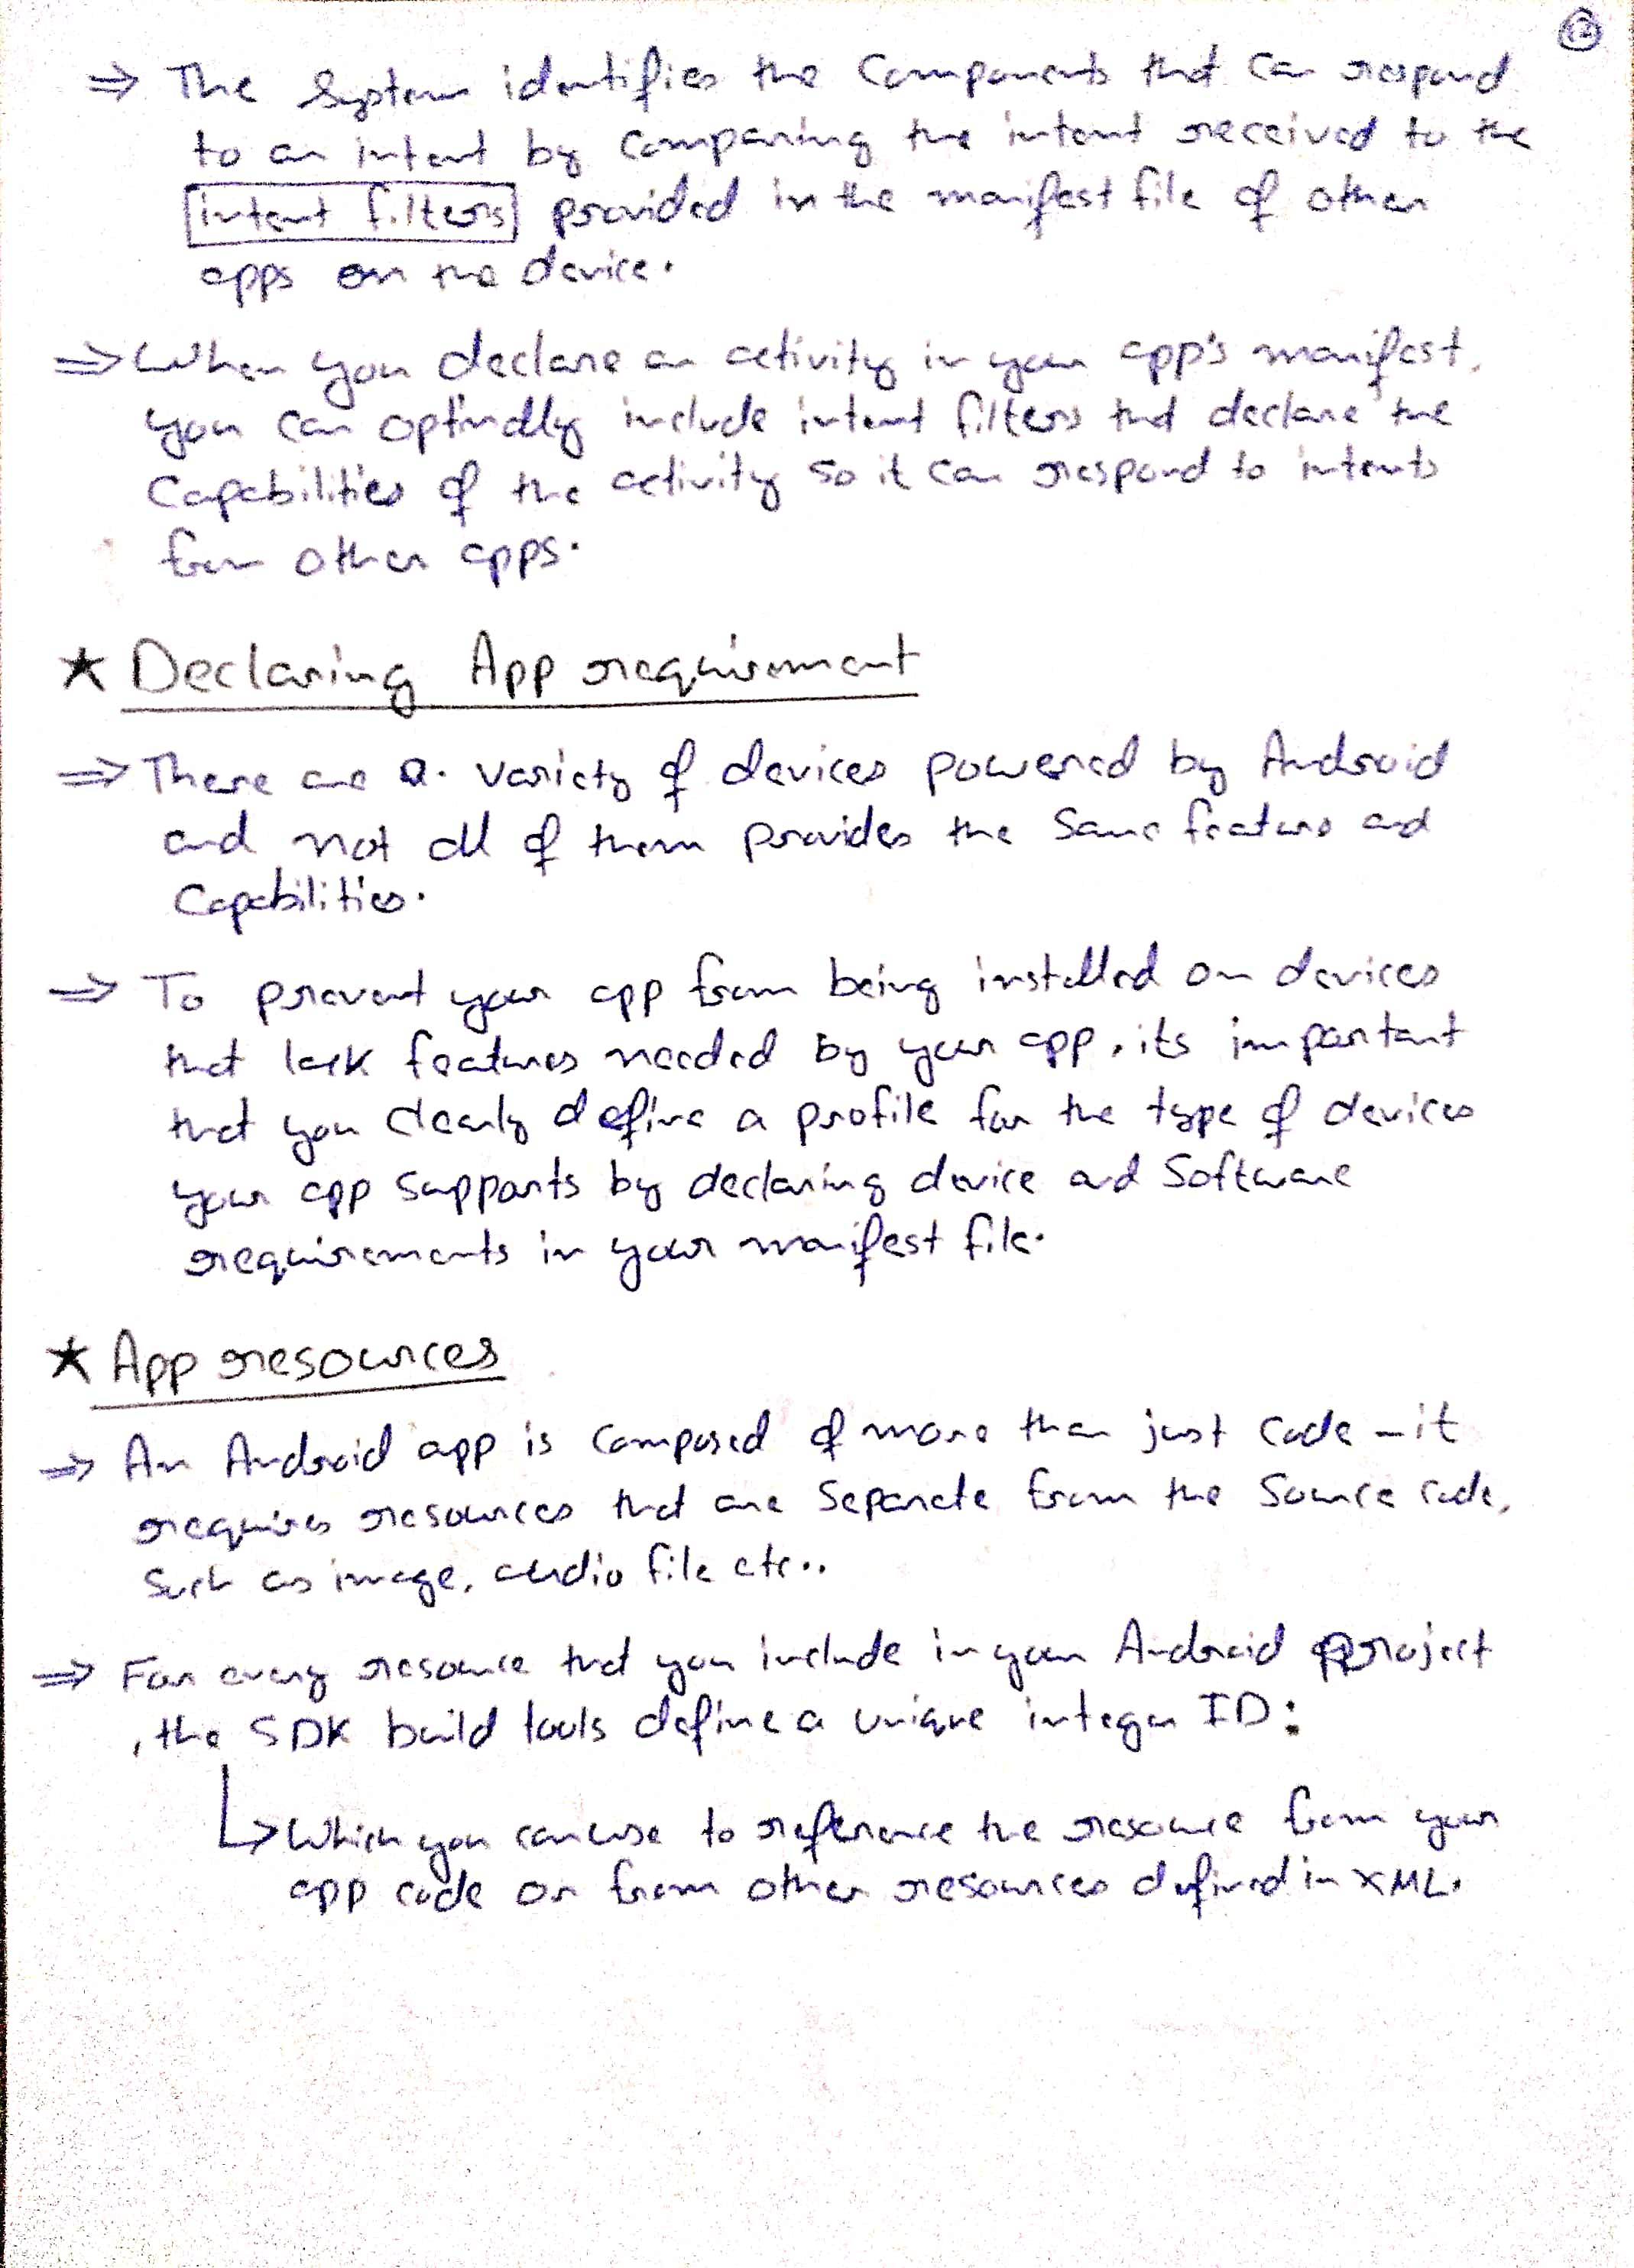 ⇒ The System identifies the Components that can respond
to an intent by Comparing the intent received to the
intent filters provided in the manifest file of other
apps on the device.
⇒ When you declare an activity in your app's manifest,
you can optinally include intent filters that declare the
Capabilities of the activity so it can respond to intents
from other apps.
★ Declaring App requirement
⇒ There are a. variety of devices powered by Android
and not all of them provides the Same features and
Capabilities.
⇒ To prevent your app from being installed on devices
that lack features needed by your app, its important
that you clearly define a profile for the type of devices
your app supports by declaring device and Software
requirements in your manifest file.
★ App resources
⇒ An Android app is composed of more than just code - it
requires resources that are Separate from the Source code,
Such as image, audio file etc..
⇒ For every resource that you include in your Android project
, the SDK build tools define a unique integer ID:
↳ Which you can use to reference the resource from your
app code or from other resources defined in XML.